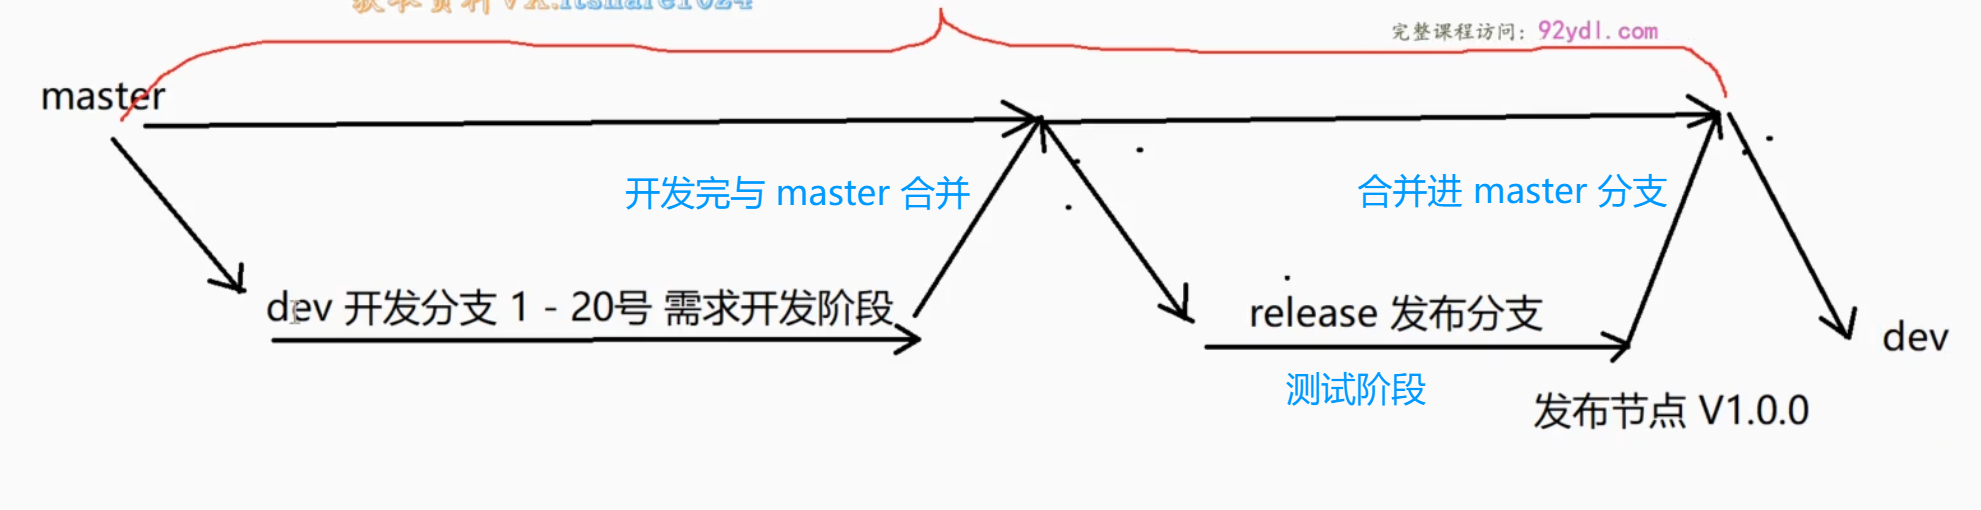 完整课程访问：92ydl.com
master
开发完与 master 合并
合并进 master 分支
dev 开发分支 1 - 20号 需求开发阶段
release 发布分支
dev
测试阶段
发布节点 V1.0.0